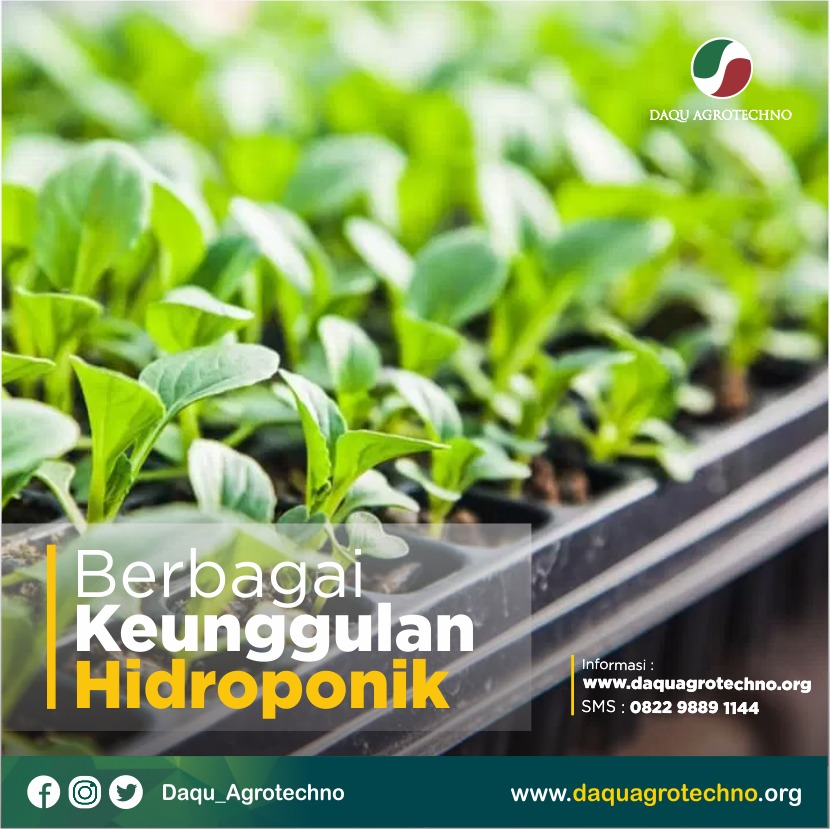 DAQU AGROTECHNO
Berbagai
Keunggulan
Hidroponik
Informasi :
www.daquagrotechno.org
SMS : 0822 9889 1144
Daqu_Agrotechno
www.daquagrotechno.org